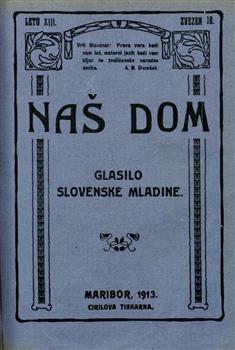 LETO XIII.
ZVEZEK 18.
Vrli Slovenci: Prava vera bodi
vam luč, materni jezik bodi vam
ključ do zveličanske narodne
omike. A. M. Slomšek.
NAŠ DOM
GLASILO
SLOVENSKE MLADINE.
MARIBOR, 1913.
CIRILOVA TISKARNA.